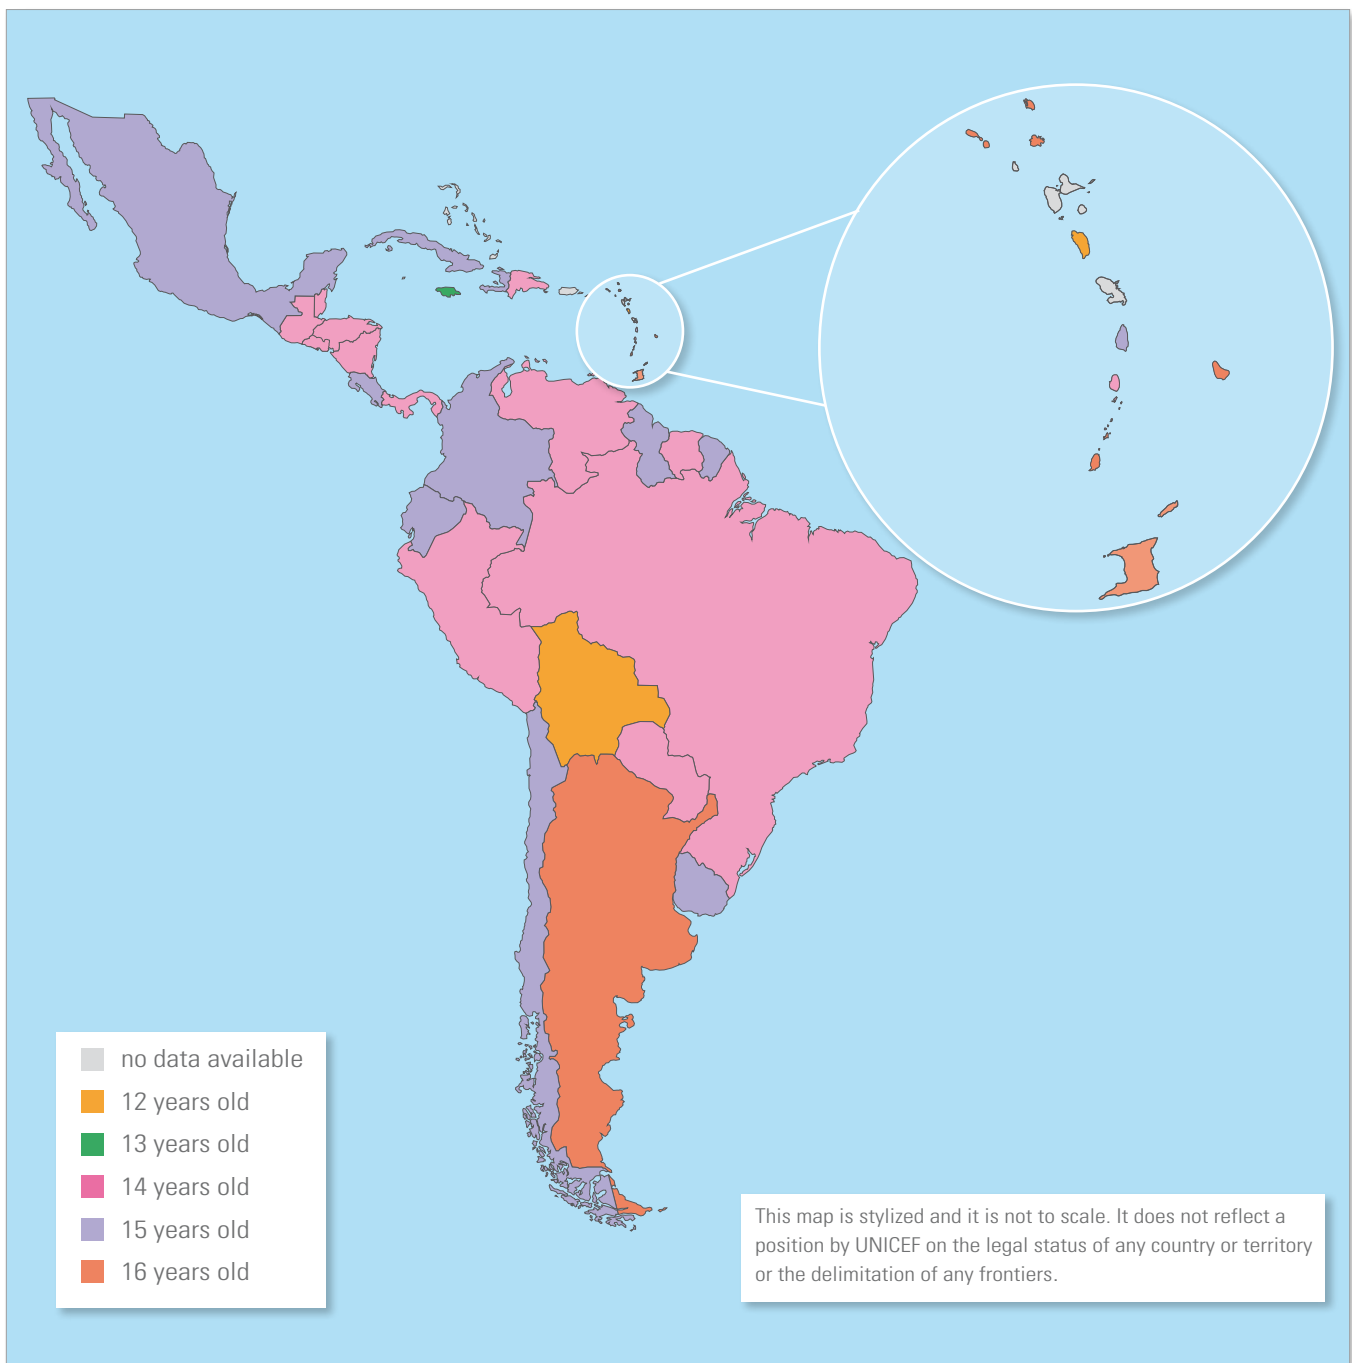 no data available
12 years old
13 years old
14 years old
15 years old
16 years old
This map is stylized and it is not to scale. It does not reflect a
position by UNICEF on the legal status of any country or territory
or the delimitation of any frontiers.